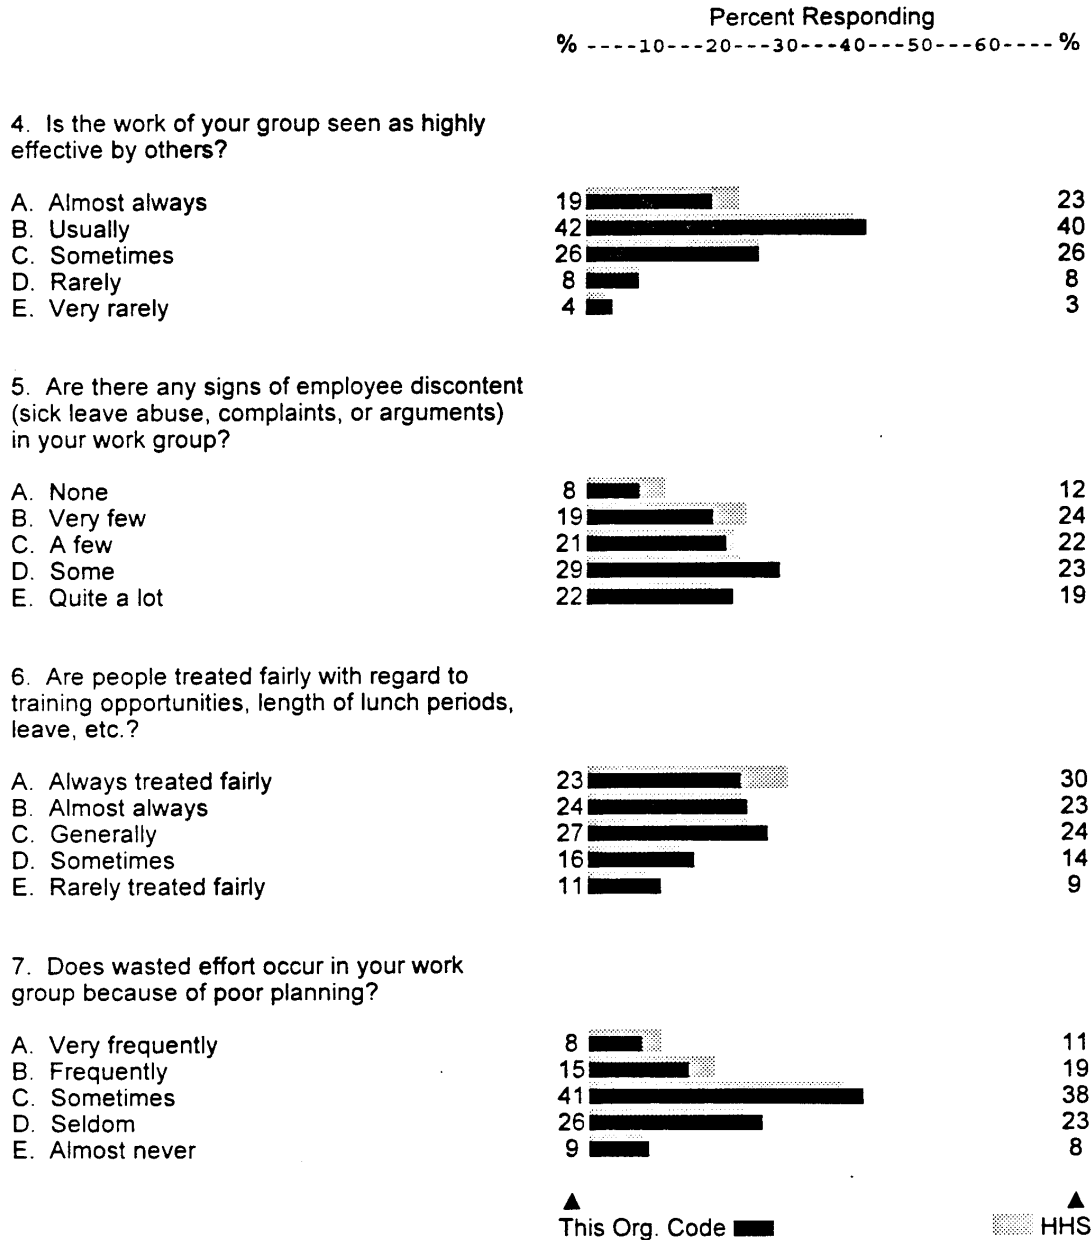 Percent Responding
% ----10---20---30---40---50---60---- %
4. Is the work of your group seen as highly
effective by others?
A. Almost always 19 23
B. Usually 42 40
C. Sometimes 26 26
D. Rarely 8 8
E. Very rarely 4 3
5. Are there any signs of employee discontent
(sick leave abuse, complaints, or arguments)
in your work group?
A. None 8 12
B. Very few 19 24
C. A few 21 22
D. Some 29 23
E. Quite a lot 22 19
6. Are people treated fairly with regard to
training opportunities, length of lunch periods,
leave, etc.?
A. Always treated fairly 23 30
B. Almost always 24 23
C. Generally 27 24
D. Sometimes 16 14
E. Rarely treated fairly 11 9
7. Does wasted effort occur in your work
group because of poor planning?
A. Very frequently 8 11
B. Frequently 15 19
C. Sometimes 41 38
D. Seldom 26 23
E. Almost never 9 8
This Org. Code HHS